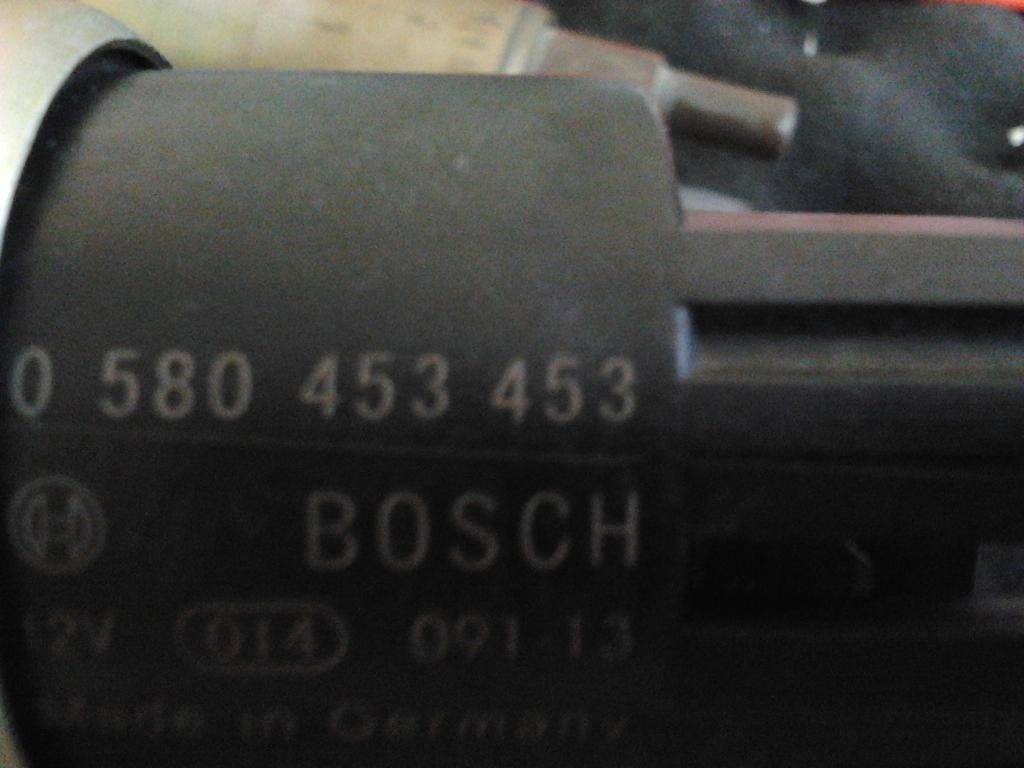 0 580 453 453
BOSCH
12V 014 091 13
Made in Germany